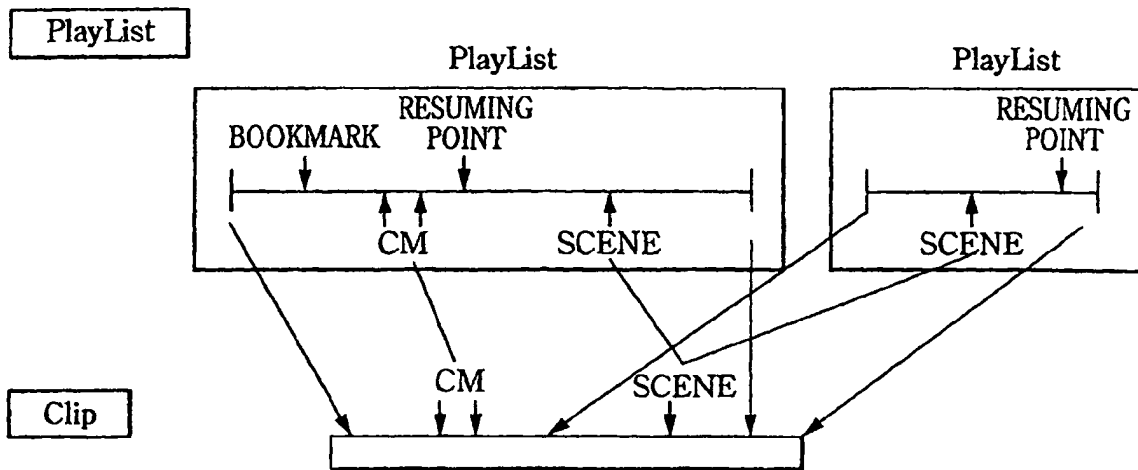 PlayList
PlayList
PlayList
RESUMING
POINT
BOOKMARK
RESUMING
POINT
CM
SCENE
SCENE
CM
SCENE
Clip